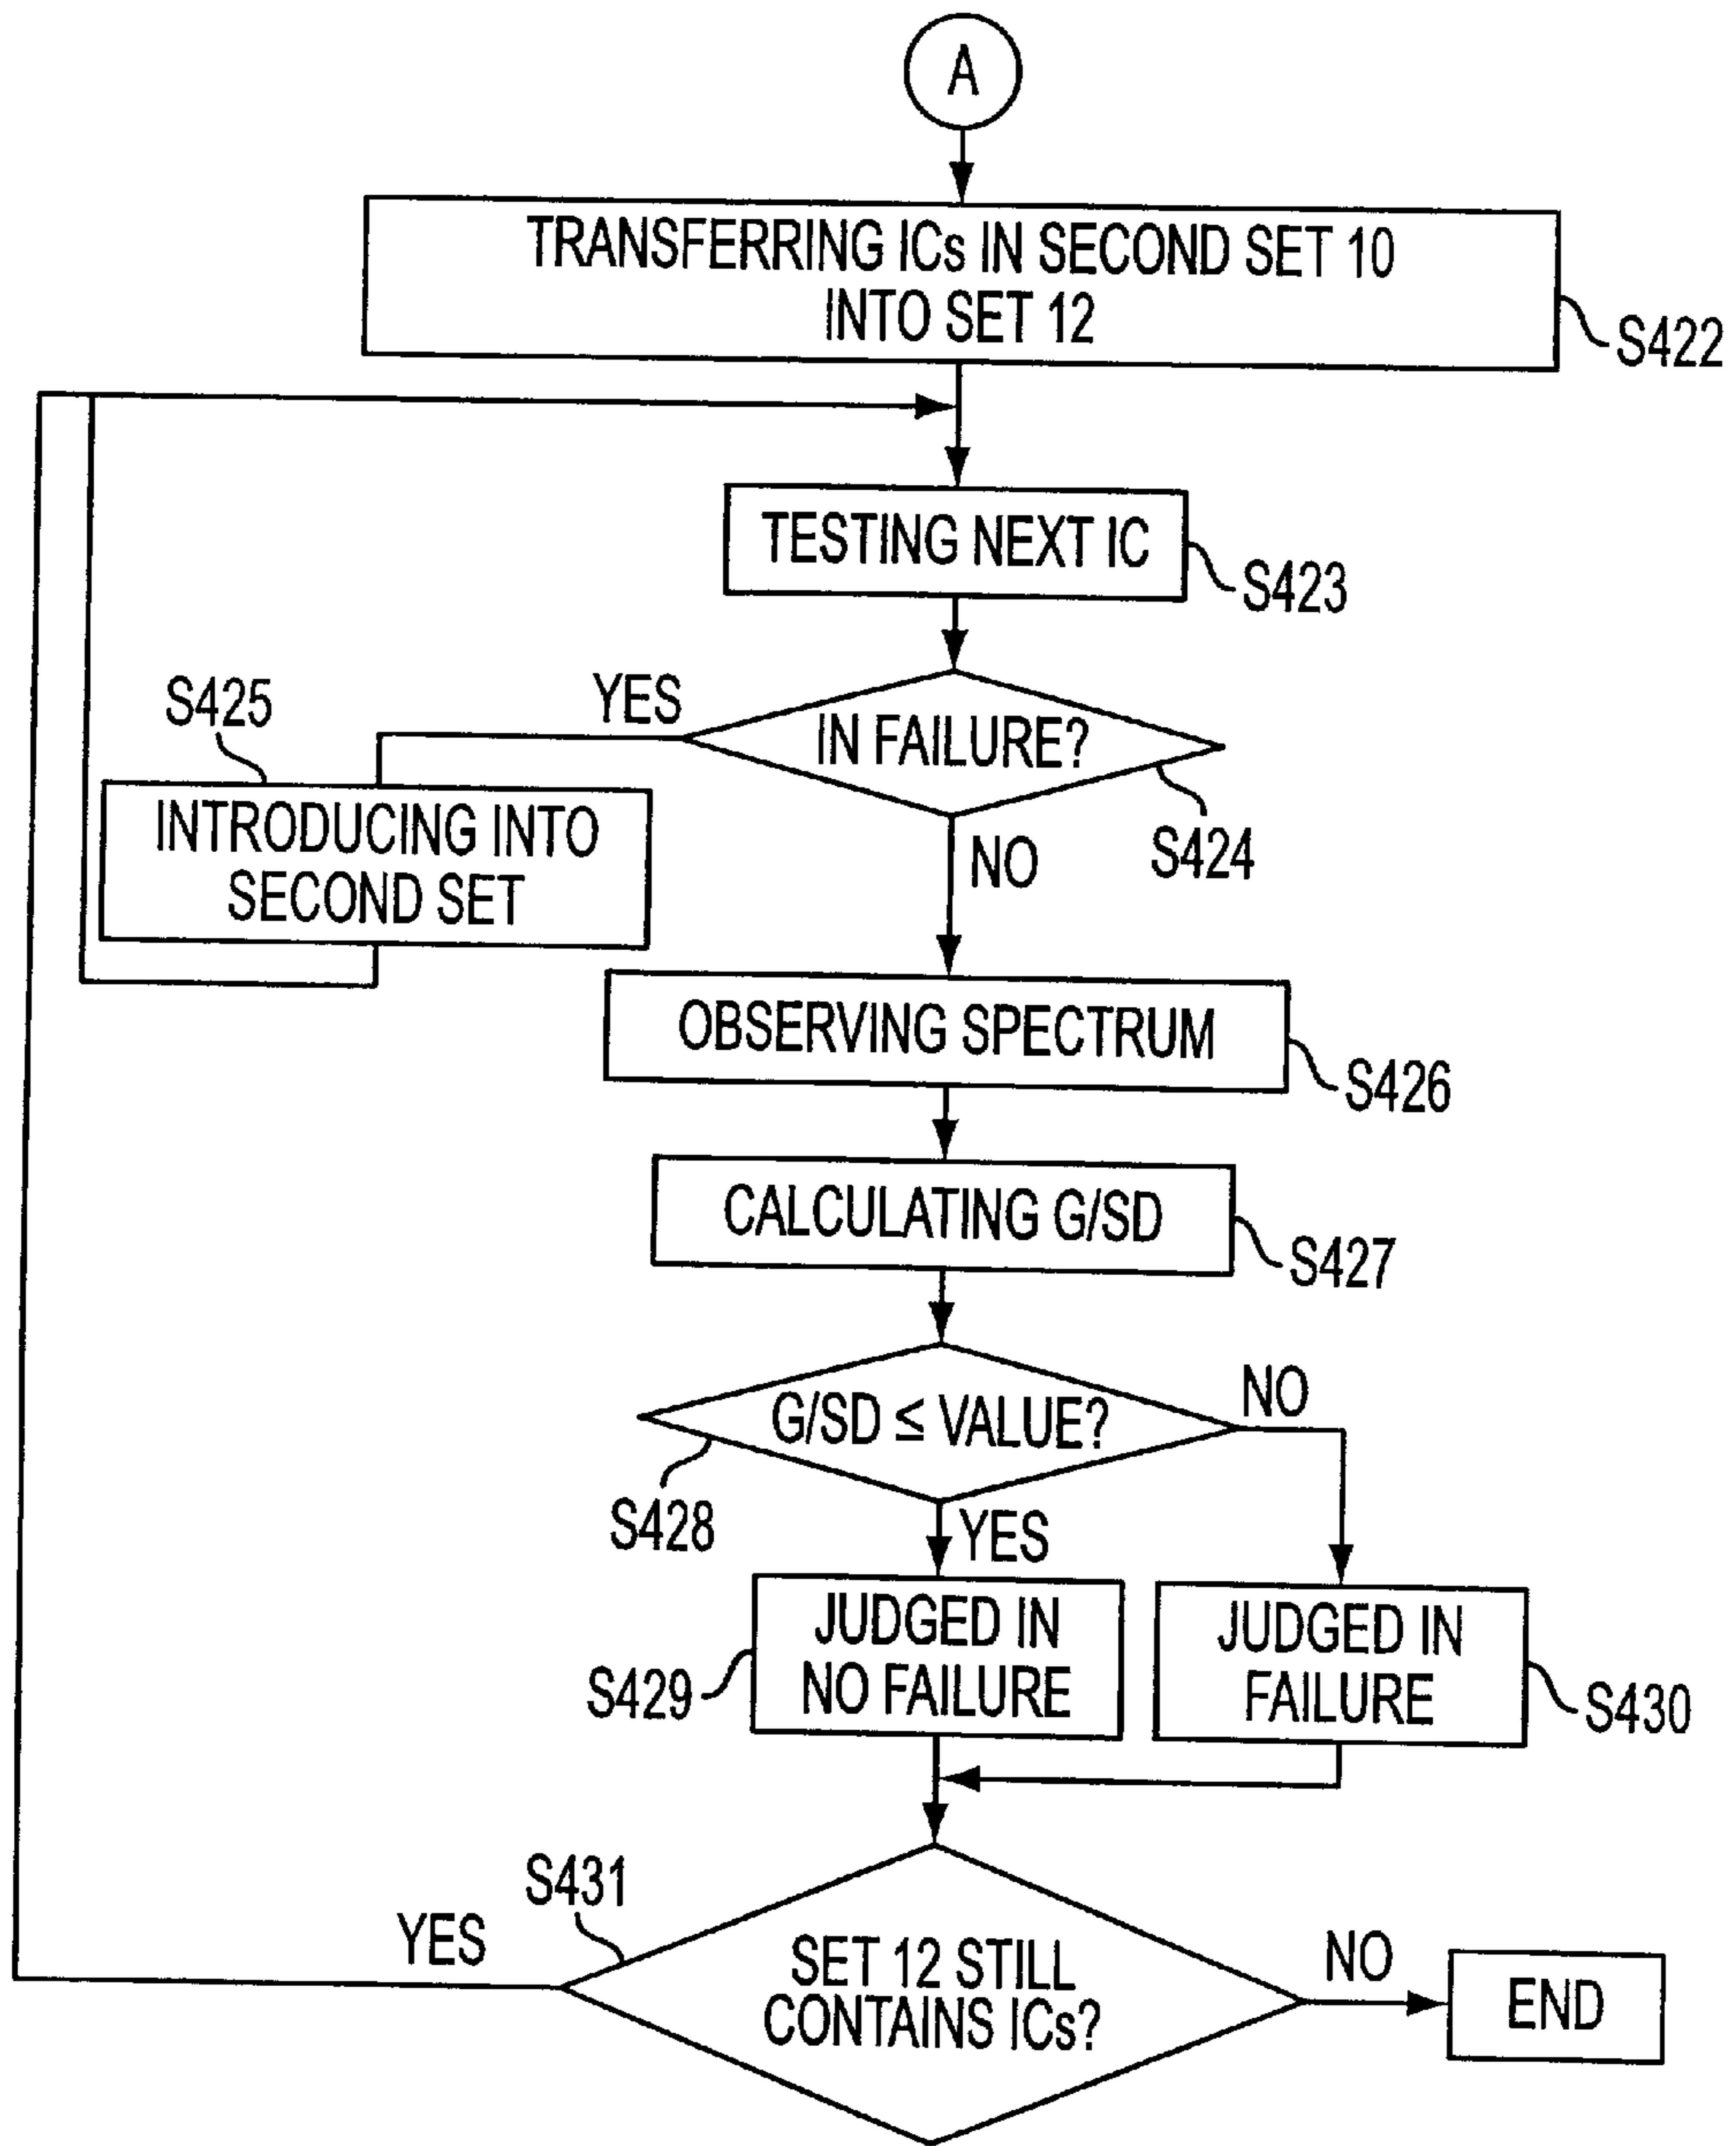 A
TRANSFERRING ICs IN SECOND SET 10
INTO SET 12
S422
TESTING NEXT IC
S423
S425
YES
IN FAILURE?
S424
INTRODUCING INTO
SECOND SET
NO
OBSERVING SPECTRUM
S426
CALCULATING G/SD
S427
G/SD ≤ VALUE?
NO
S428
YES
JUDGED IN
NO FAILURE
S429
JUDGED IN
FAILURE
S430
S431
YES
SET 12 STILL
CONTAINS ICs?
NO
END